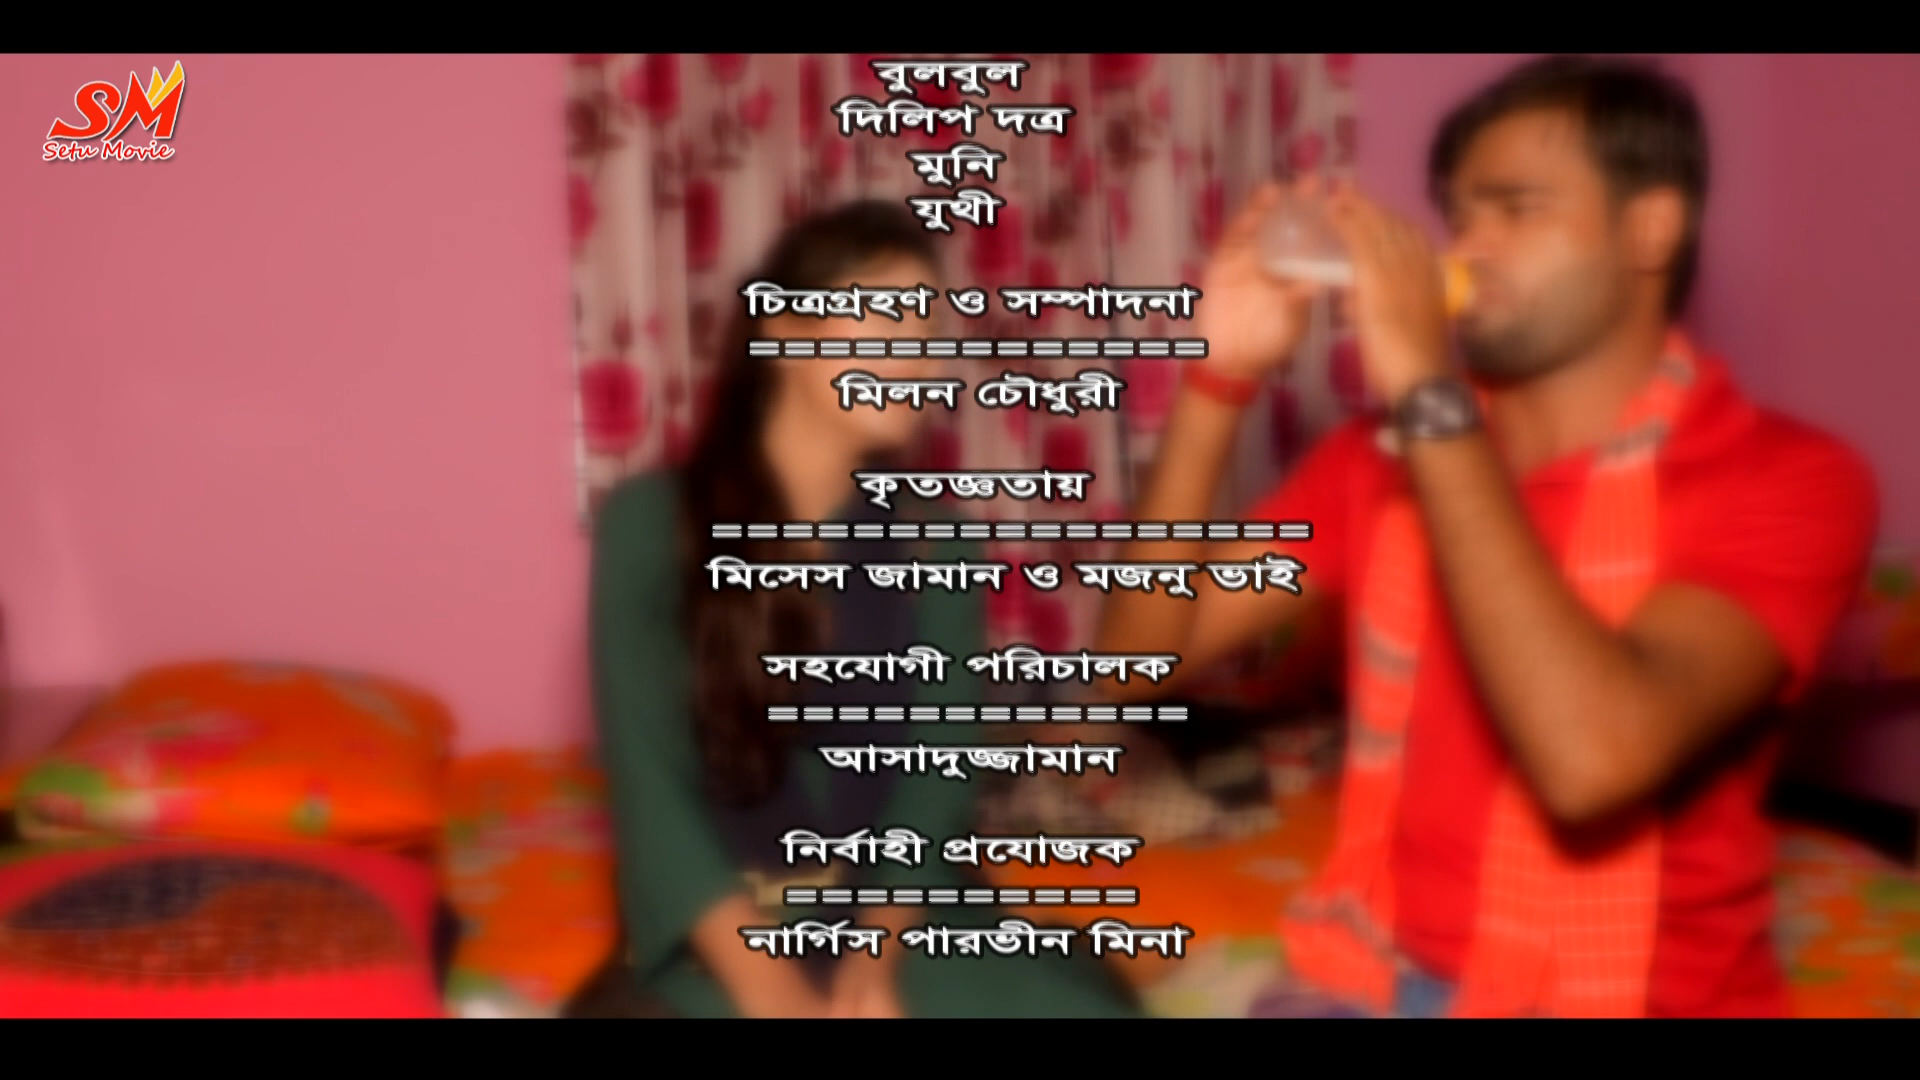 SM
Setu Movie
বুলবুল
দিলিপ দত্র
মুনি
যুথী
চিত্রগ্রহণ ও সম্পাদনা
=============
মিলন চৌধুরী
কৃতজ্ঞতায়
=================
মিসেস জামান ও মজনু ভাই
সহযোগী পরিচালক
============
আসাদুজ্জামান
নির্বাহী প্রযোজক
==========
নার্গিস পারভীন মিনা